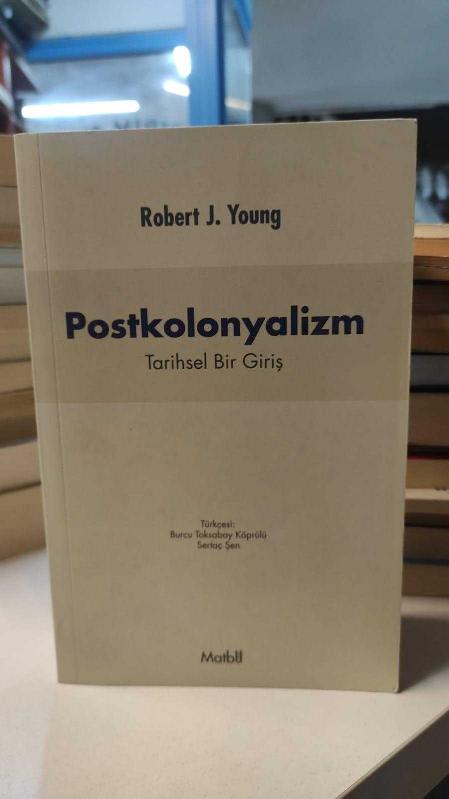 Robert J. Young
Postkolonyalizm
Tarihsel Bir Giriş
Türkçesi:
Burcu Toksabay Köprülü
Sertaç Şen
Matbu